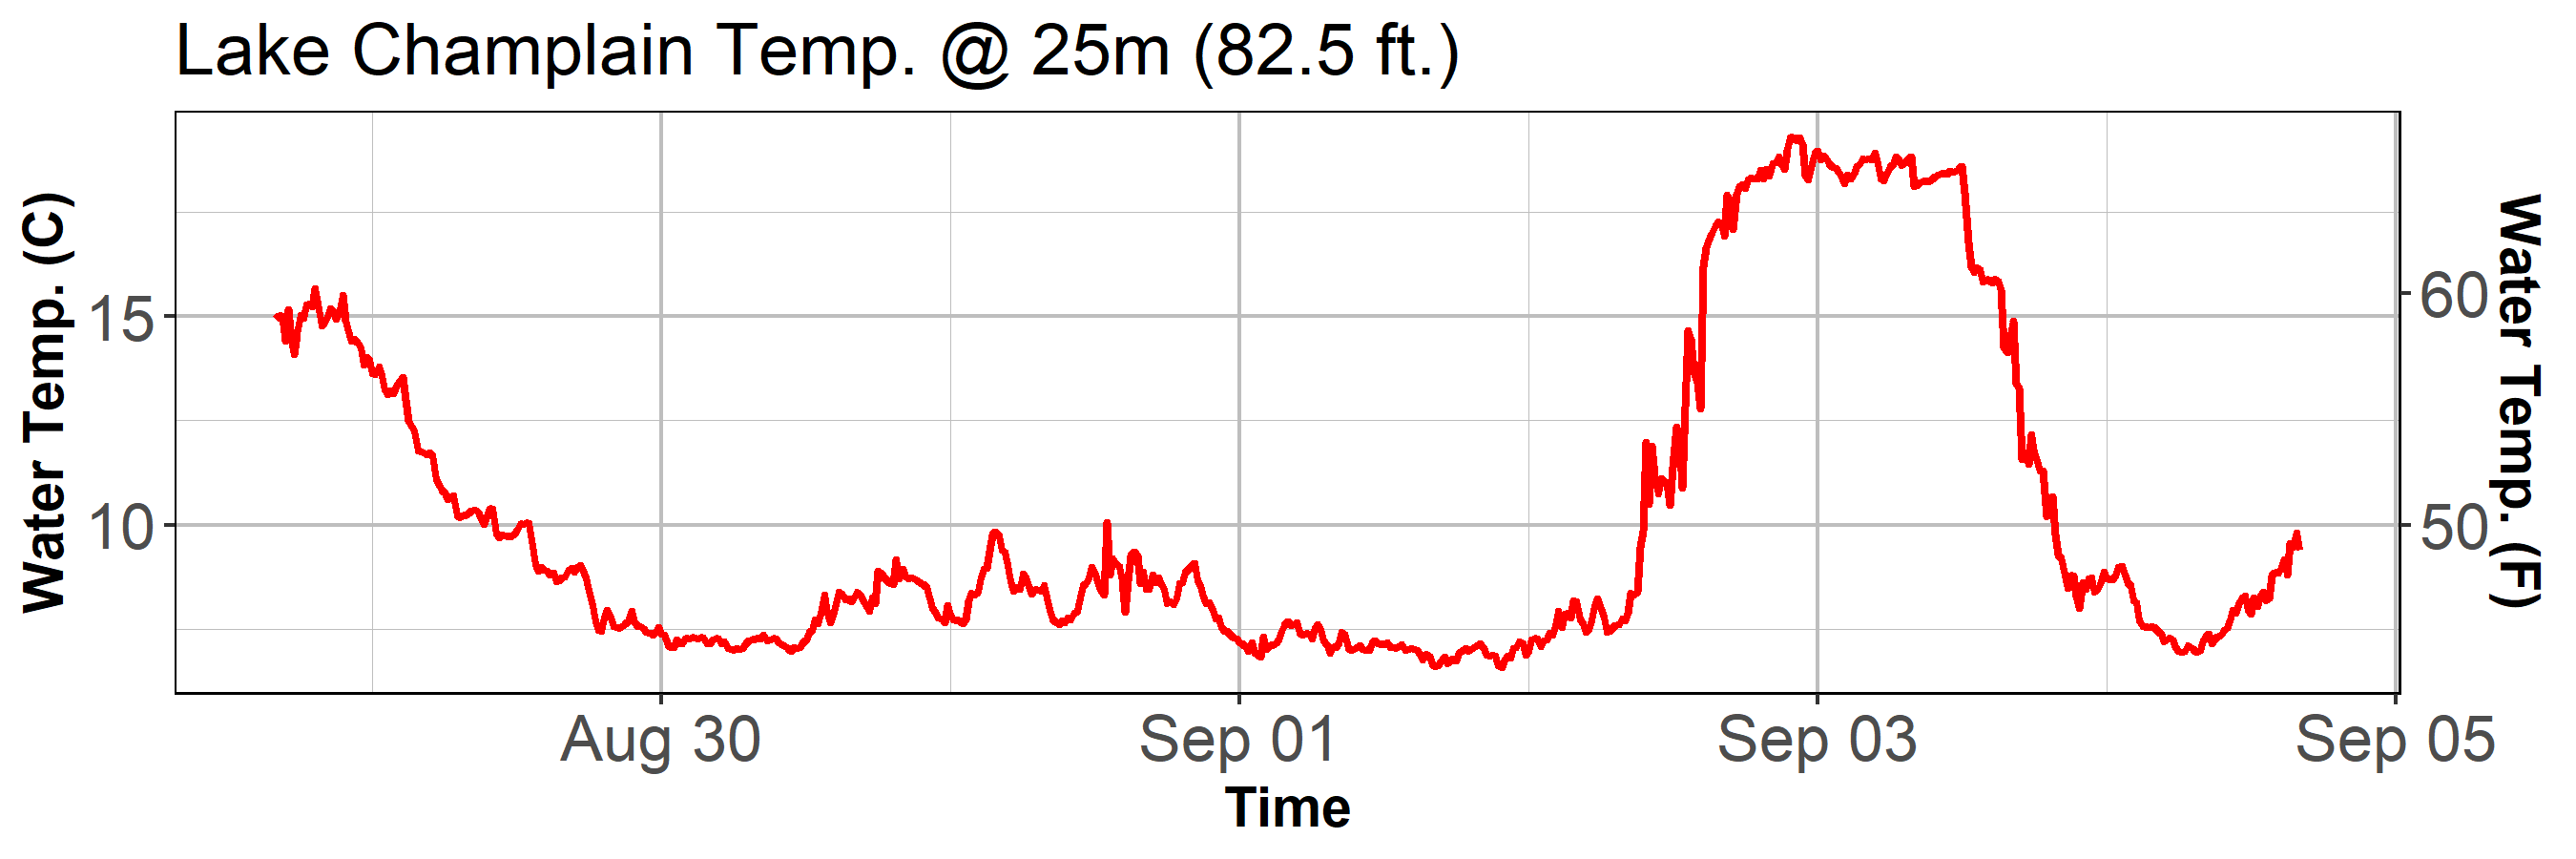 Lake Champlain Temp. @ 25m (82.5 ft.)
Water Temp. (C)
15
10
60
50
Water Temp. (F)
Aug 30
Sep 01
Sep 03
Sep 05
Time